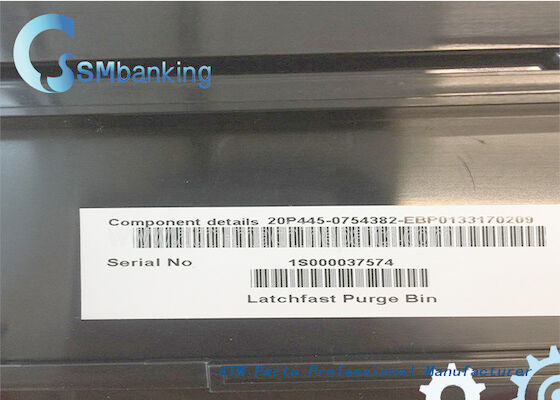 SMbanking
Component details 20P445-0754382-EBP0133170209
Serial No 1S000037574
Latchfast Purge Bin
ATM Parts Professional Manufacturer